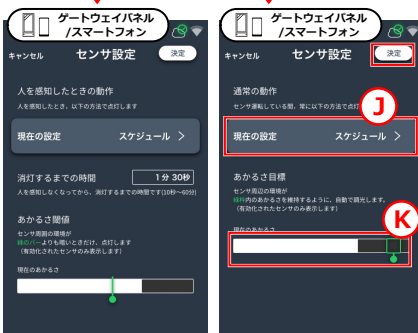 ゲートウェイパネル
/スマートフォン
キャンセル
センサ設定
決定
人を感知したときの動作
人を感知したとき、以下の方法で点灯します
現在の設定
スケジュール >
消灯するまでの時間
1分 30秒
人を感知しなくなってから、消灯するまでの時間です(10秒〜60分)
あかるさ閾値
センサ周囲の環境が
緑のバーよりも暗いときだけ、点灯します
(有効化されたセンサのみ表示します)
現在のあかるさ
ゲートウェイパネル
/スマートフォン
キャンセル
センサ設定
決定
通常の動作
センサ運転している間、常に以下の方法で点灯
J
現在の設定
スケジュール >
あかるさ目標
センサ周辺の環境が
緑枠内のあかるさを維持するように、自動で調光します。
(有効化されたセンサのみ表示します)
現在のあかるさ
K